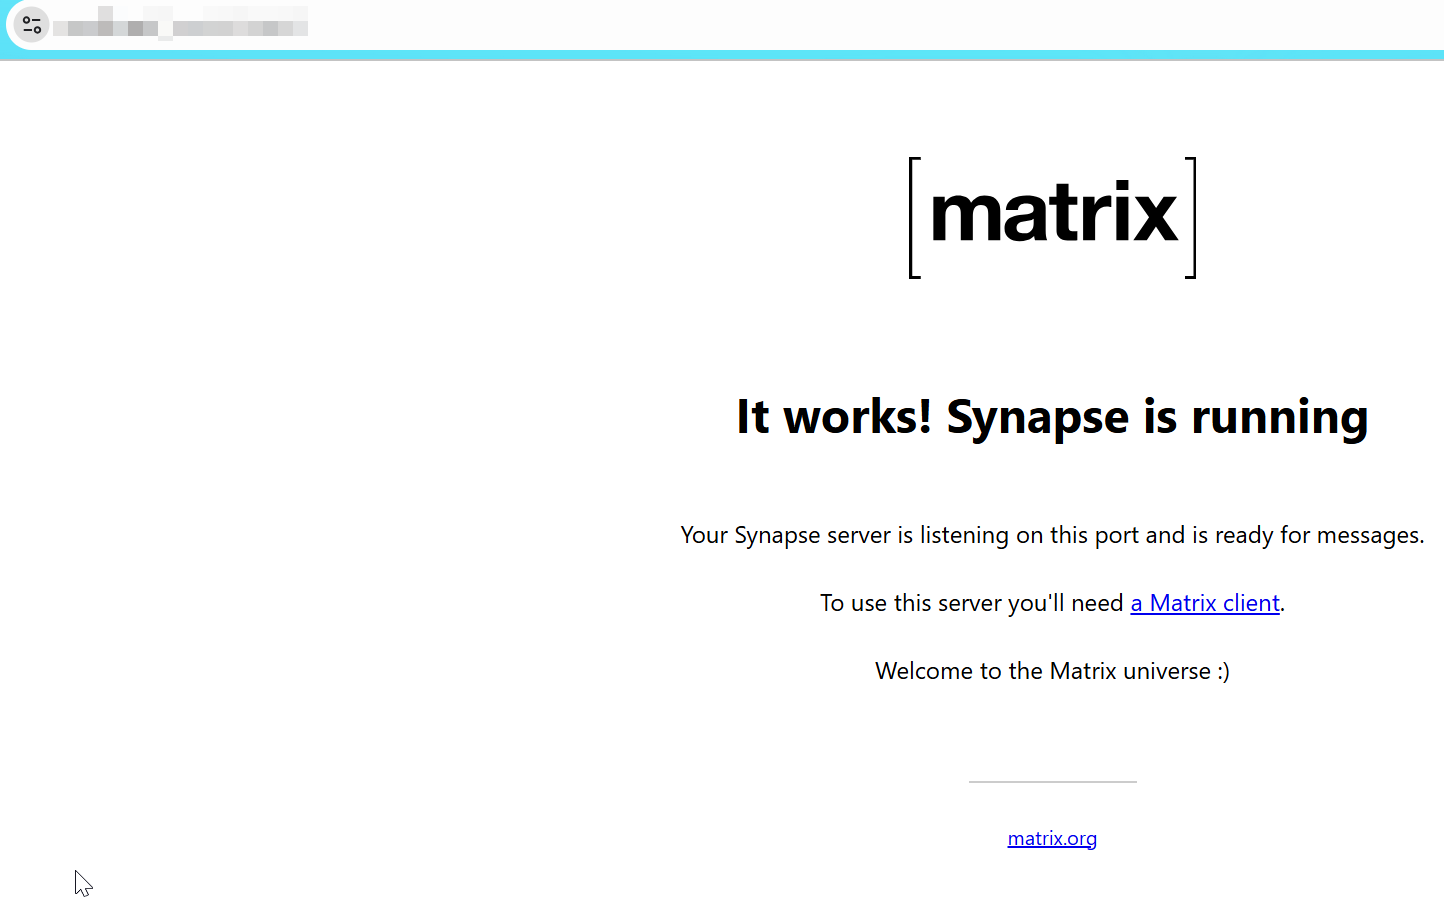 [matrix]
It works! Synapse is running
Your Synapse server is listening on this port and is ready for messages.
To use this server you'll need a Matrix client.
Welcome to the Matrix universe :)
matrix.org